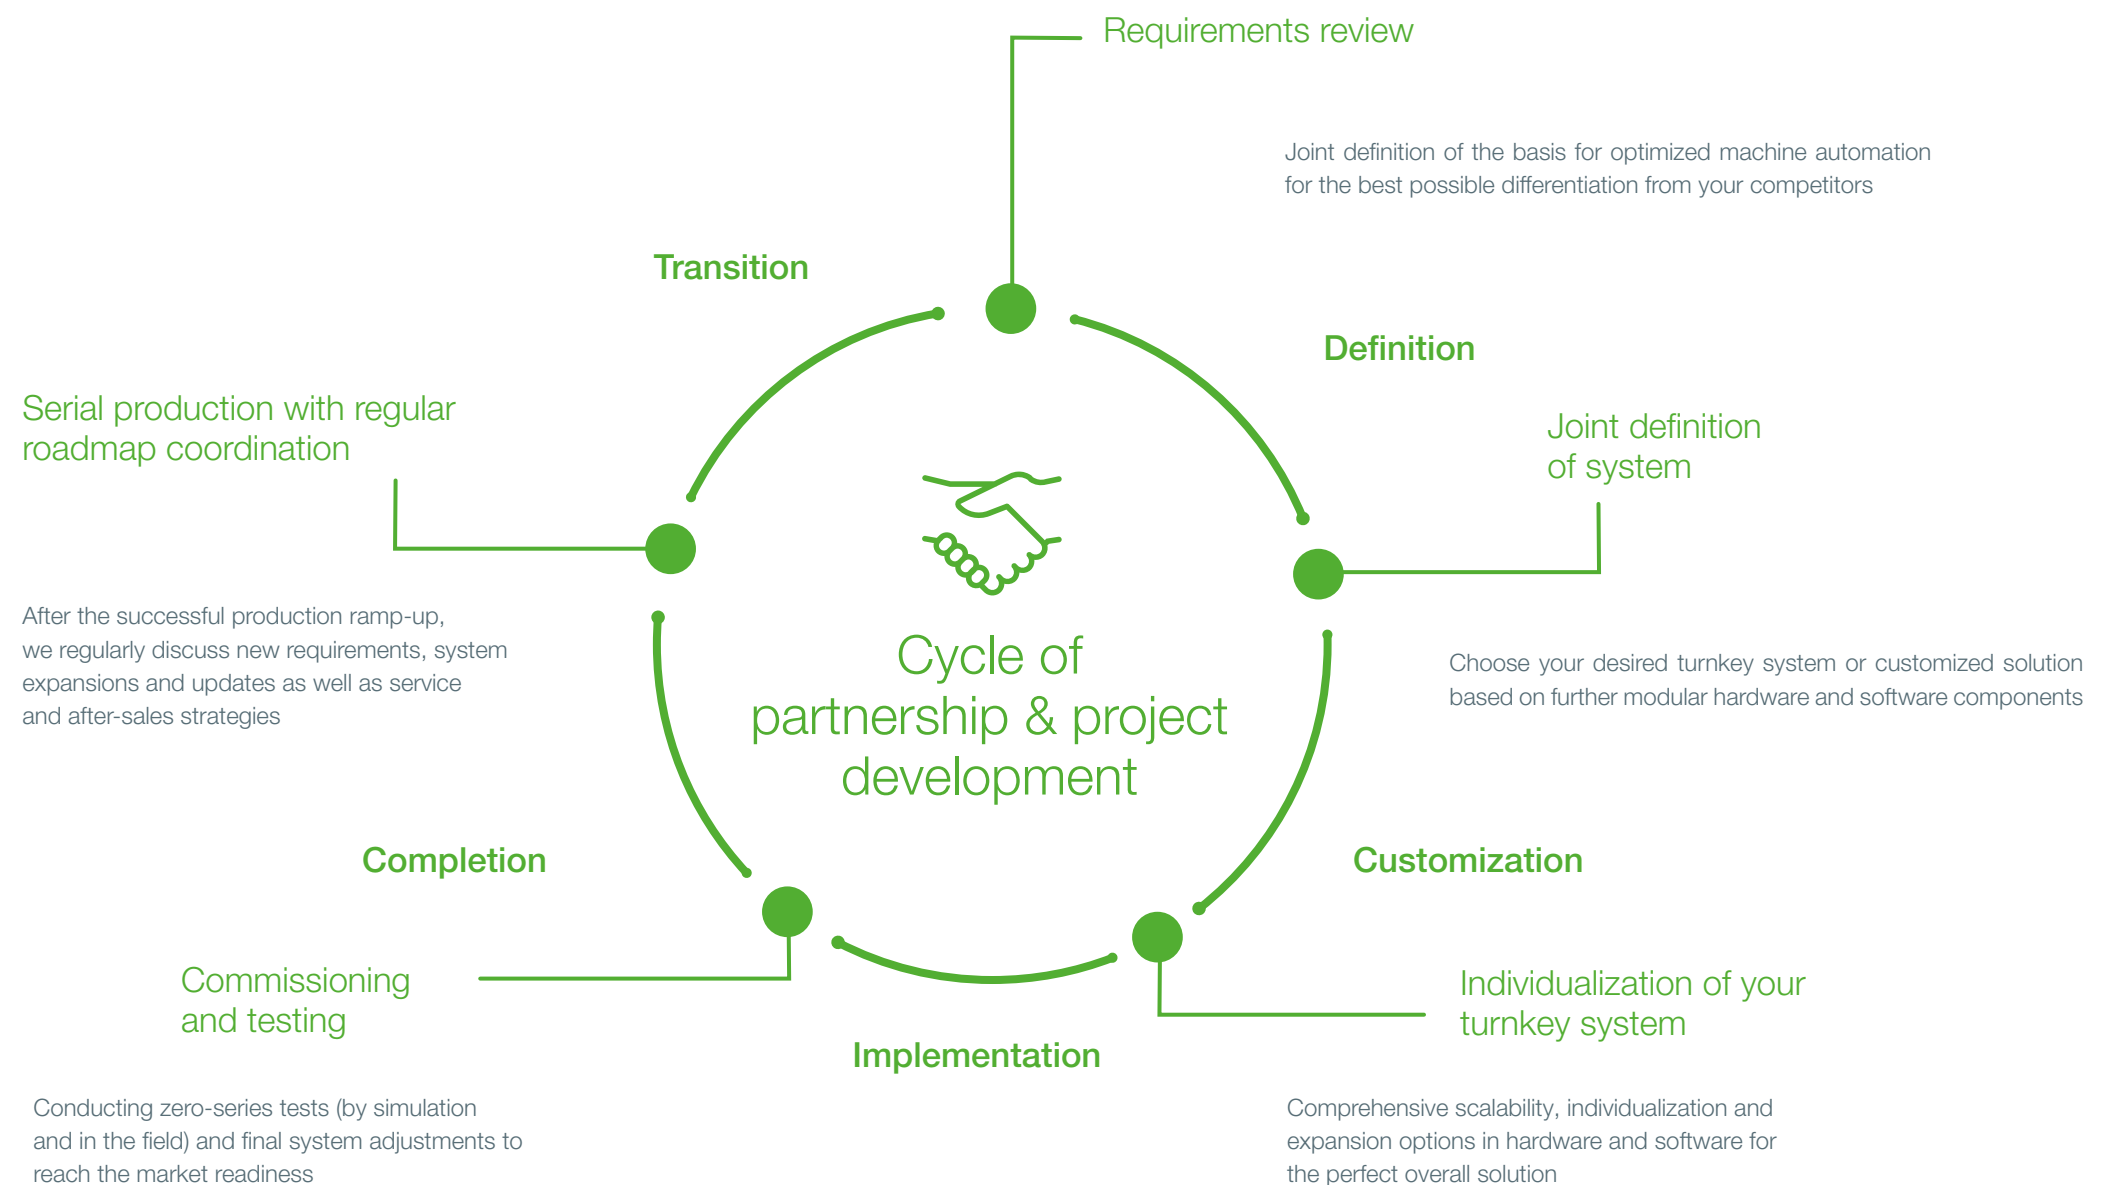 Requirements review
Joint definition of the basis for optimized machine automation
for the best possible differentiation from your competitors
Transition
Definition
Serial production with regular
roadmap coordination
Joint definition
of system
After the successful production ramp-up,
we regularly discuss new requirements, system
expansions and updates as well as service
and after-sales strategies
Cycle of
partnership & project
development
Choose your desired turnkey system or customized solution
based on further modular hardware and software components
Completion
Customization
Commissioning
and testing
Individualization of your
turnkey system
Implementation
Conducting zero-series tests (by simulation
and in the field) and final system adjustments to
reach the market readiness
Comprehensive scalability, individualization and
expansion options in hardware and software for
the perfect overall solution